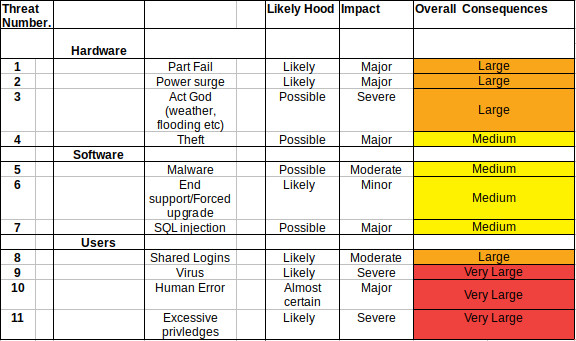 Threat Number. Likely Hood Impact Overall Consequences
Hardware
1 Part Fail Likely Major Large
2 Power surge Likely Major Large
3 Act God (weather, flooding etc) Possible Severe Large
4 Theft Possible Major Medium
Software
5 Malware Possible Moderate Medium
6 End support/Forced upgrade Likely Minor Medium
7 SQL injection Possible Major Medium
Users
8 Shared Logins Likely Moderate Large
9 Virus Likely Severe Very Large
10 Human Error Almost certain Major Very Large
11 Excessive privledges Likely Severe Very Large